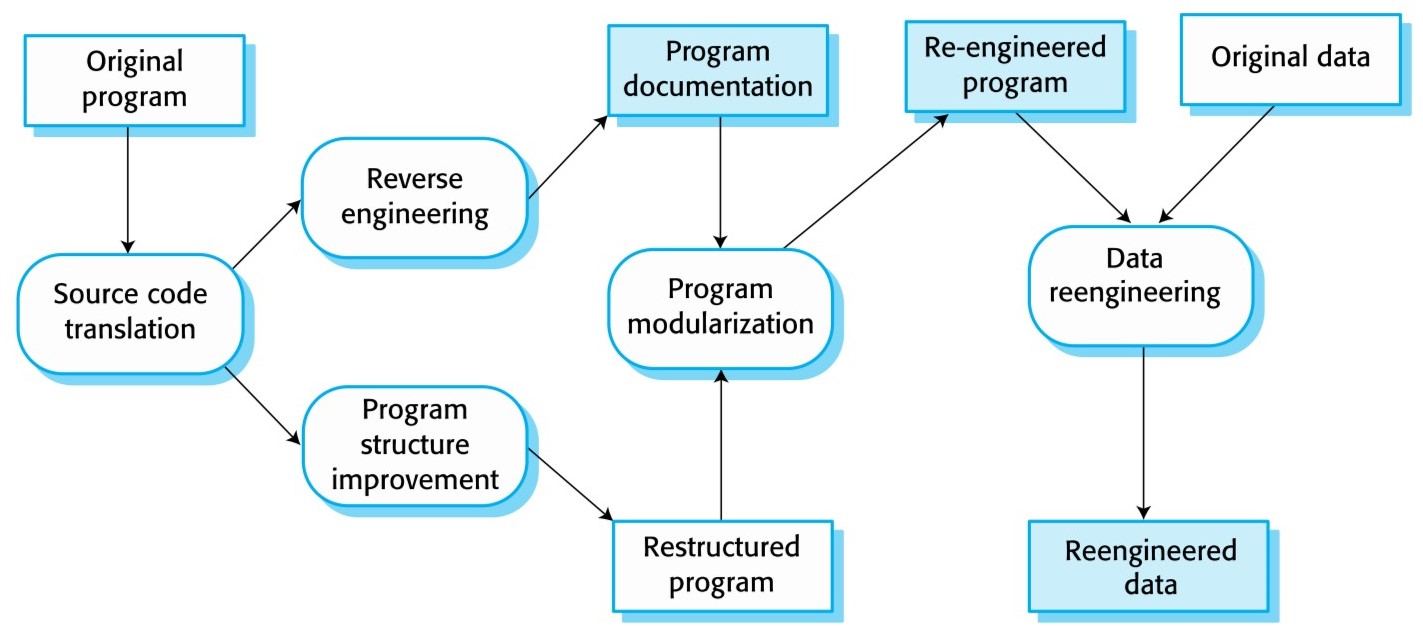 Original
program
Source code
translation
Reverse
engineering
Program
structure
improvement
Program
documentation
Program
modularization
Restructured
program
Re-engineered
program
Original data
Data
reengineering
Reengineered
data